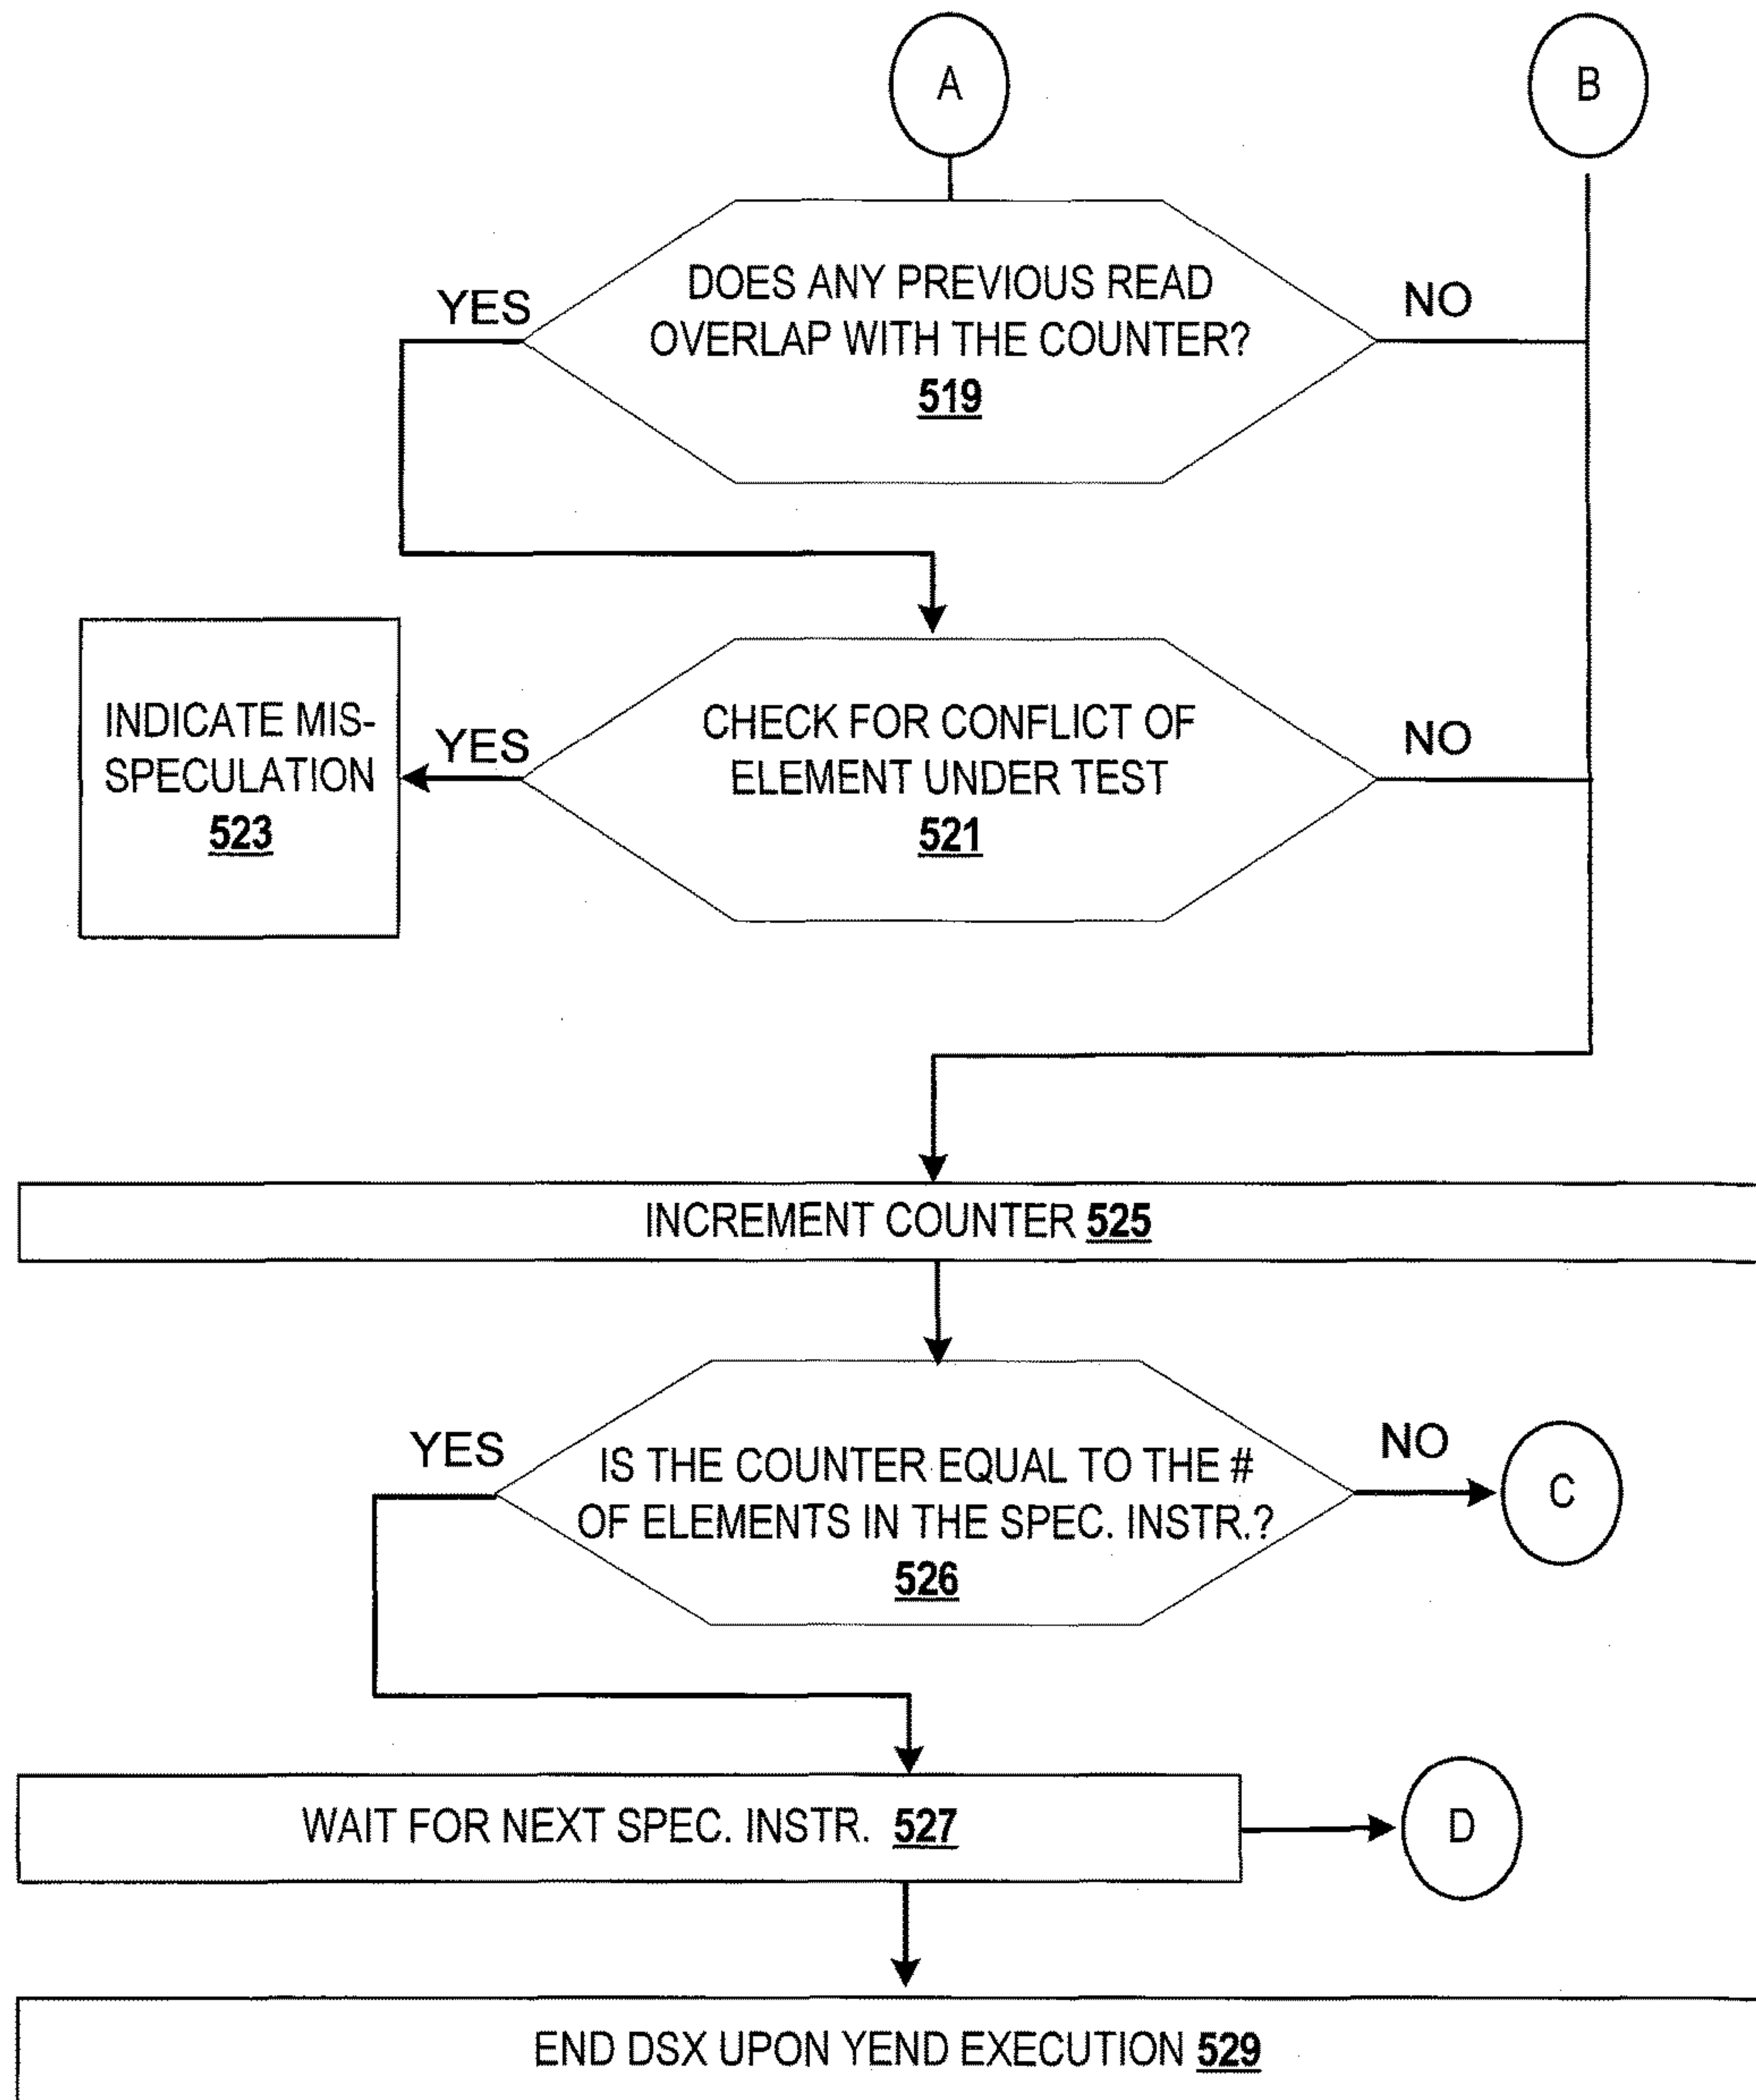 A
B
DOES ANY PREVIOUS READ
OVERLAP WITH THE COUNTER?
519
YES
NO
INDICATE MIS-
SPECULATION
523
YES
CHECK FOR CONFLICT OF
ELEMENT UNDER TEST
521
NO
INCREMENT COUNTER 525
YES
IS THE COUNTER EQUAL TO THE #
OF ELEMENTS IN THE SPEC. INSTR.?
526
NO
C
WAIT FOR NEXT SPEC. INSTR. 527
D
END DSX UPON YEND EXECUTION 529